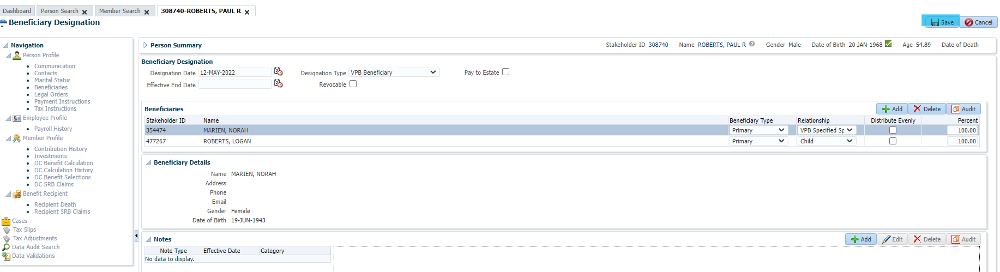 Dashboard Person Search Member Search 308740-ROBERTS, PAUL R
Beneficiary Designation Save Cancel
Navigation
Person Profile
Communication
Contacts
Marital Status
Beneficiaries
Legal Orders
Payment Instructions
Tax Instructions
Employee Profile
Payroll History
Member Profile
Contribution History
Investments
DC Benefit Calculation
DC Calculation History
DC Benefit Selections
DC SRB Claims
Benefit Recipient
Recipient Death
Recipient SRB Claims
Cases
Tax Slips
Tax Adjustments
Data Audit Search
Data Validations
Person Summary Stakeholder ID 308740 Name ROBERTS, PAUL R Gender Male Date of Birth 20-JAN-1968 Age 54.89 Date of Death
Beneficiary Designation
Designation Date 12-MAY-2022 Designation Type VPB Beneficiary Pay to Estate
Effective End Date Revocable
Beneficiaries Add Delete Audit
Stakeholder ID Name Beneficiary Type Relationship Distribute Evenly Percent
354474 MARIEN, NORAH Primary VPB Specified Sp 100.00
477267 ROBERTS, LOGAN Primary Child 100.00
Beneficiary Details
Name MARIEN, NORAH
Address
Phone
Email
Gender Female
Date of Birth 19-JUN-1943
Notes Add Edit Delete Audit
Note Type Effective Date Category
No data to display.